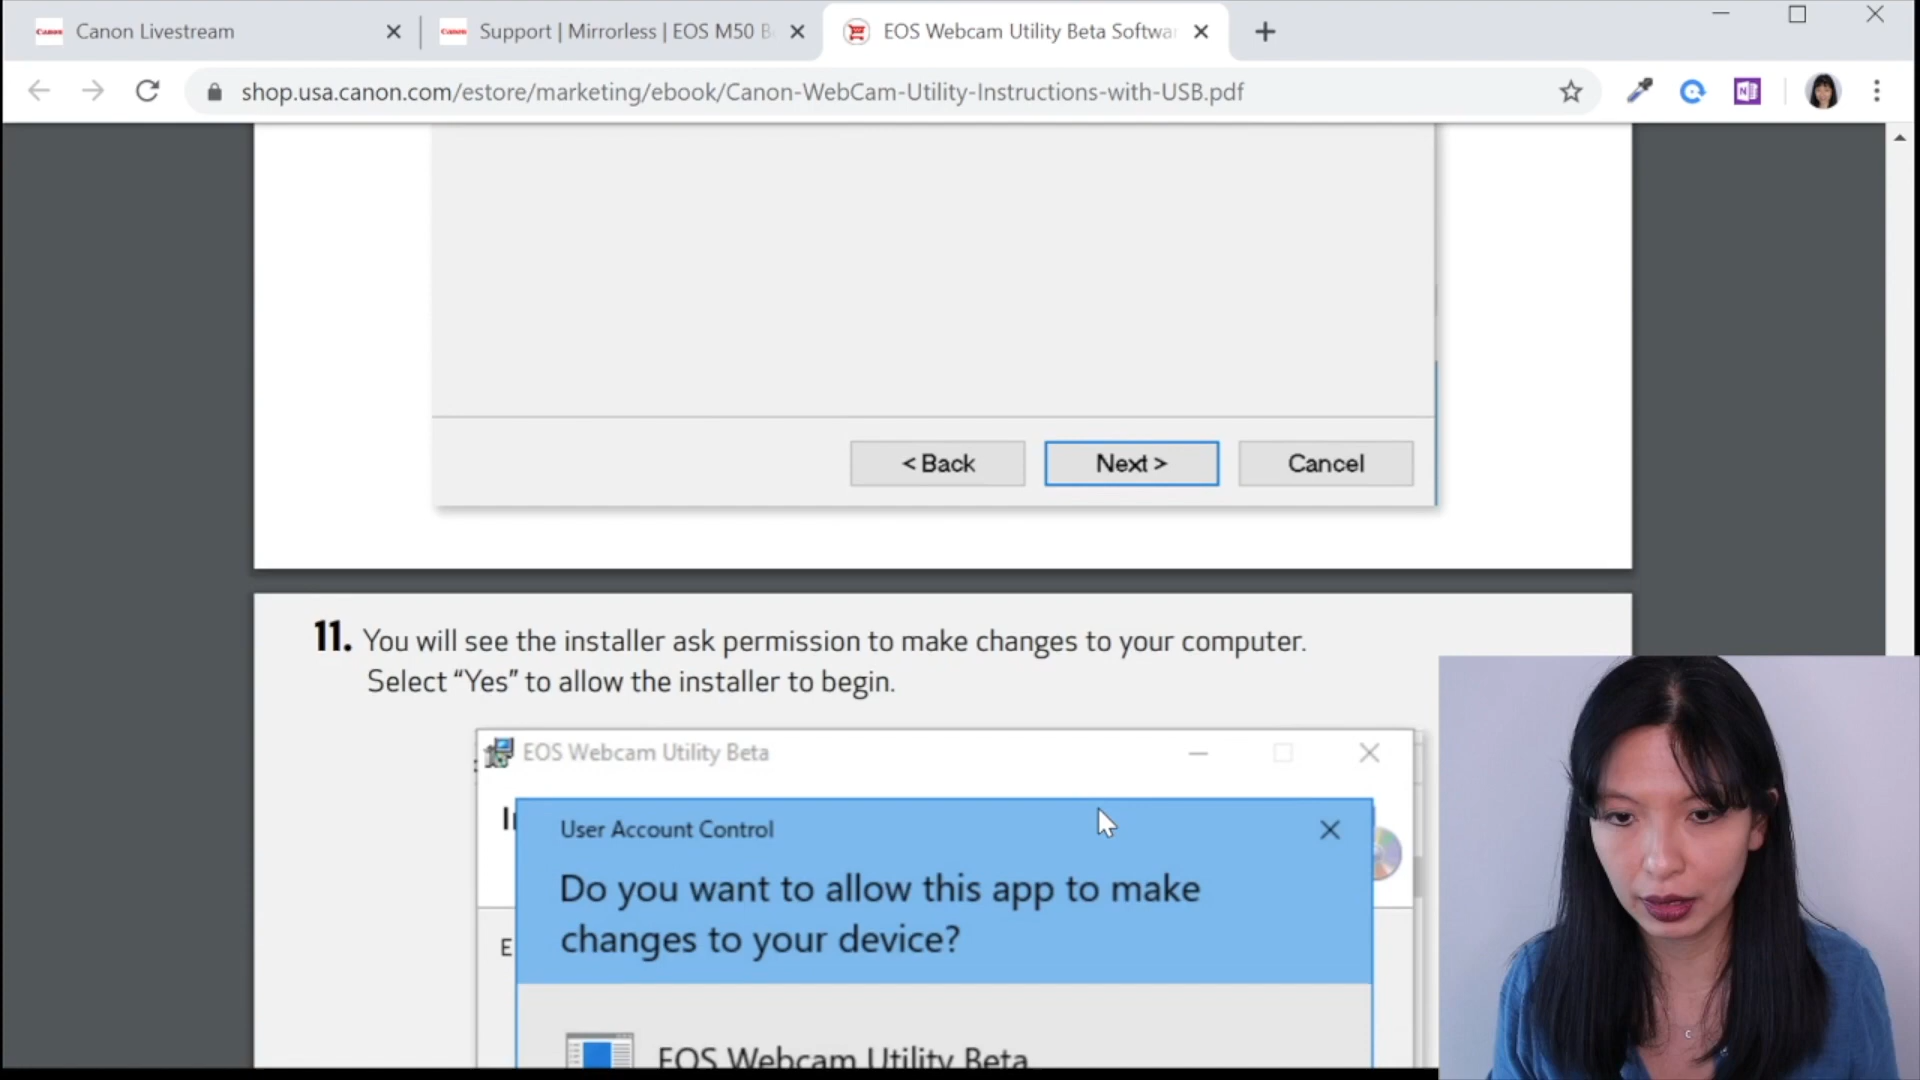 Canon Livestream
Support | Mirrorless | EOS M50
EOS Webcam Utility Beta
shop.usa.canon.com/estore/marketing/ebook/Canon-WebCam-Utility-Instructions-with-USB.pdf
< Back
Next >
Cancel
11. You will see the installer ask permission to make changes to your computer.
Select “Yes” to allow the installer to begin.
EOS Webcam Utility Beta
User Account Control
Do you want to allow this app to make
changes to your device?
E
EOS Webcam Utility Beta